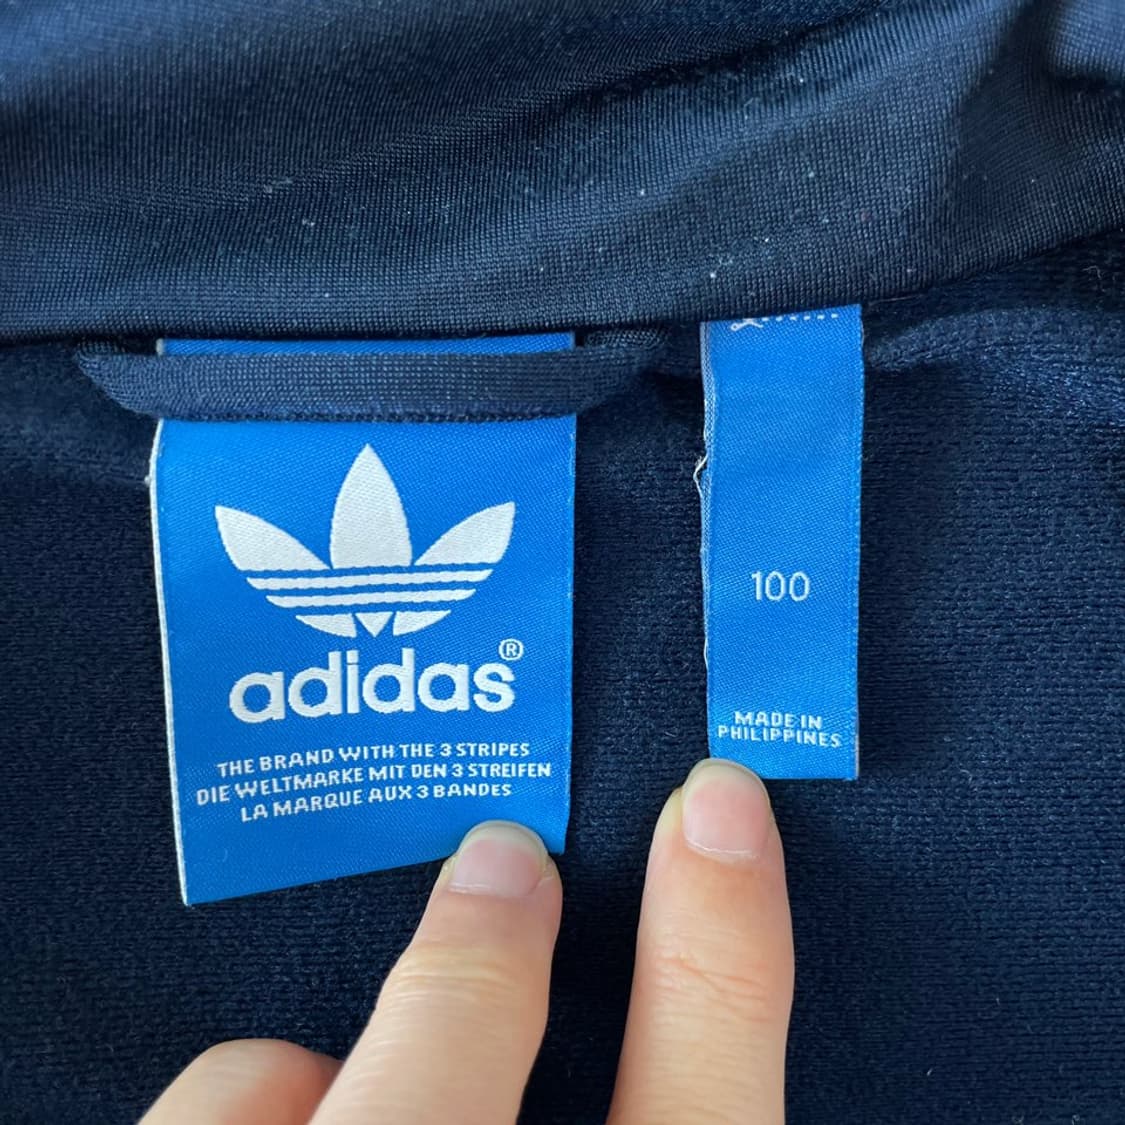 adidas®
THE BRAND WITH THE 3 STRIPES
DIE WELTMARKE MIT DEN 3 STREIFEN
LA MARQUE AUX 3 BANDES
100
MADE IN
PHILIPPINES